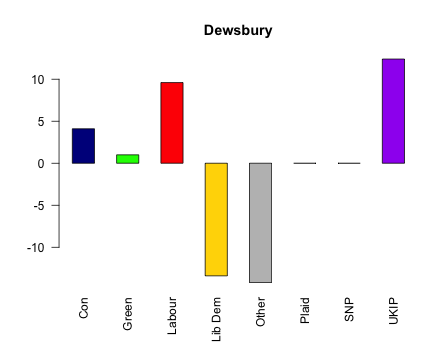 Dewsbury
10
5
0
-5
-10
Con
Green
Labour
Lib Dem
Other
Plaid
SNP
UKIP